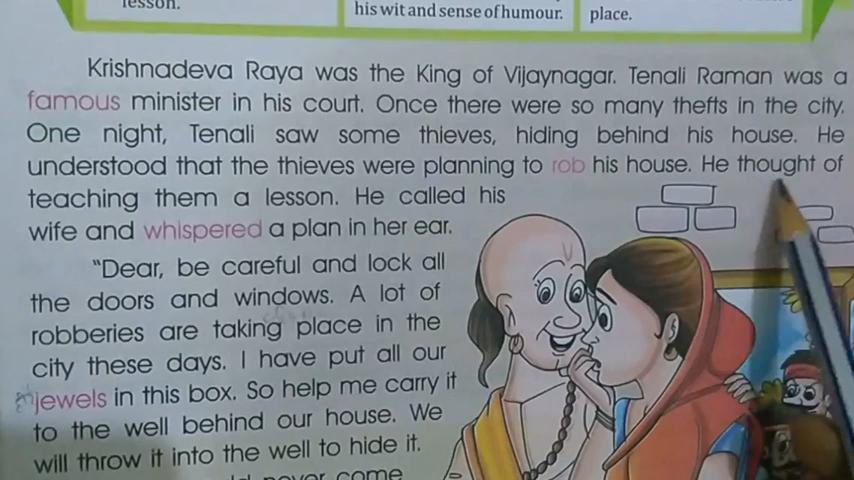 lesson.
his wit and sense of humour.
place.
Krishnadeva Raya was the King of Vijaynagar. Tenali Raman was a
famous minister in his court. Once there were so many thefts in the city.
One night, Tenali saw some thieves, hiding behind his house. He
understood that the thieves were planning to rob his house. He thought of
teaching them a lesson. He called his
wife and whispered a plan in her ear.
"Dear, be careful and lock all
the doors and windows. A lot of
robberies are taking place in the
city these days. I have put all our
jewels in this box. So help me carry it
to the well behind our house. We
will throw it into the well to hide it.
never come